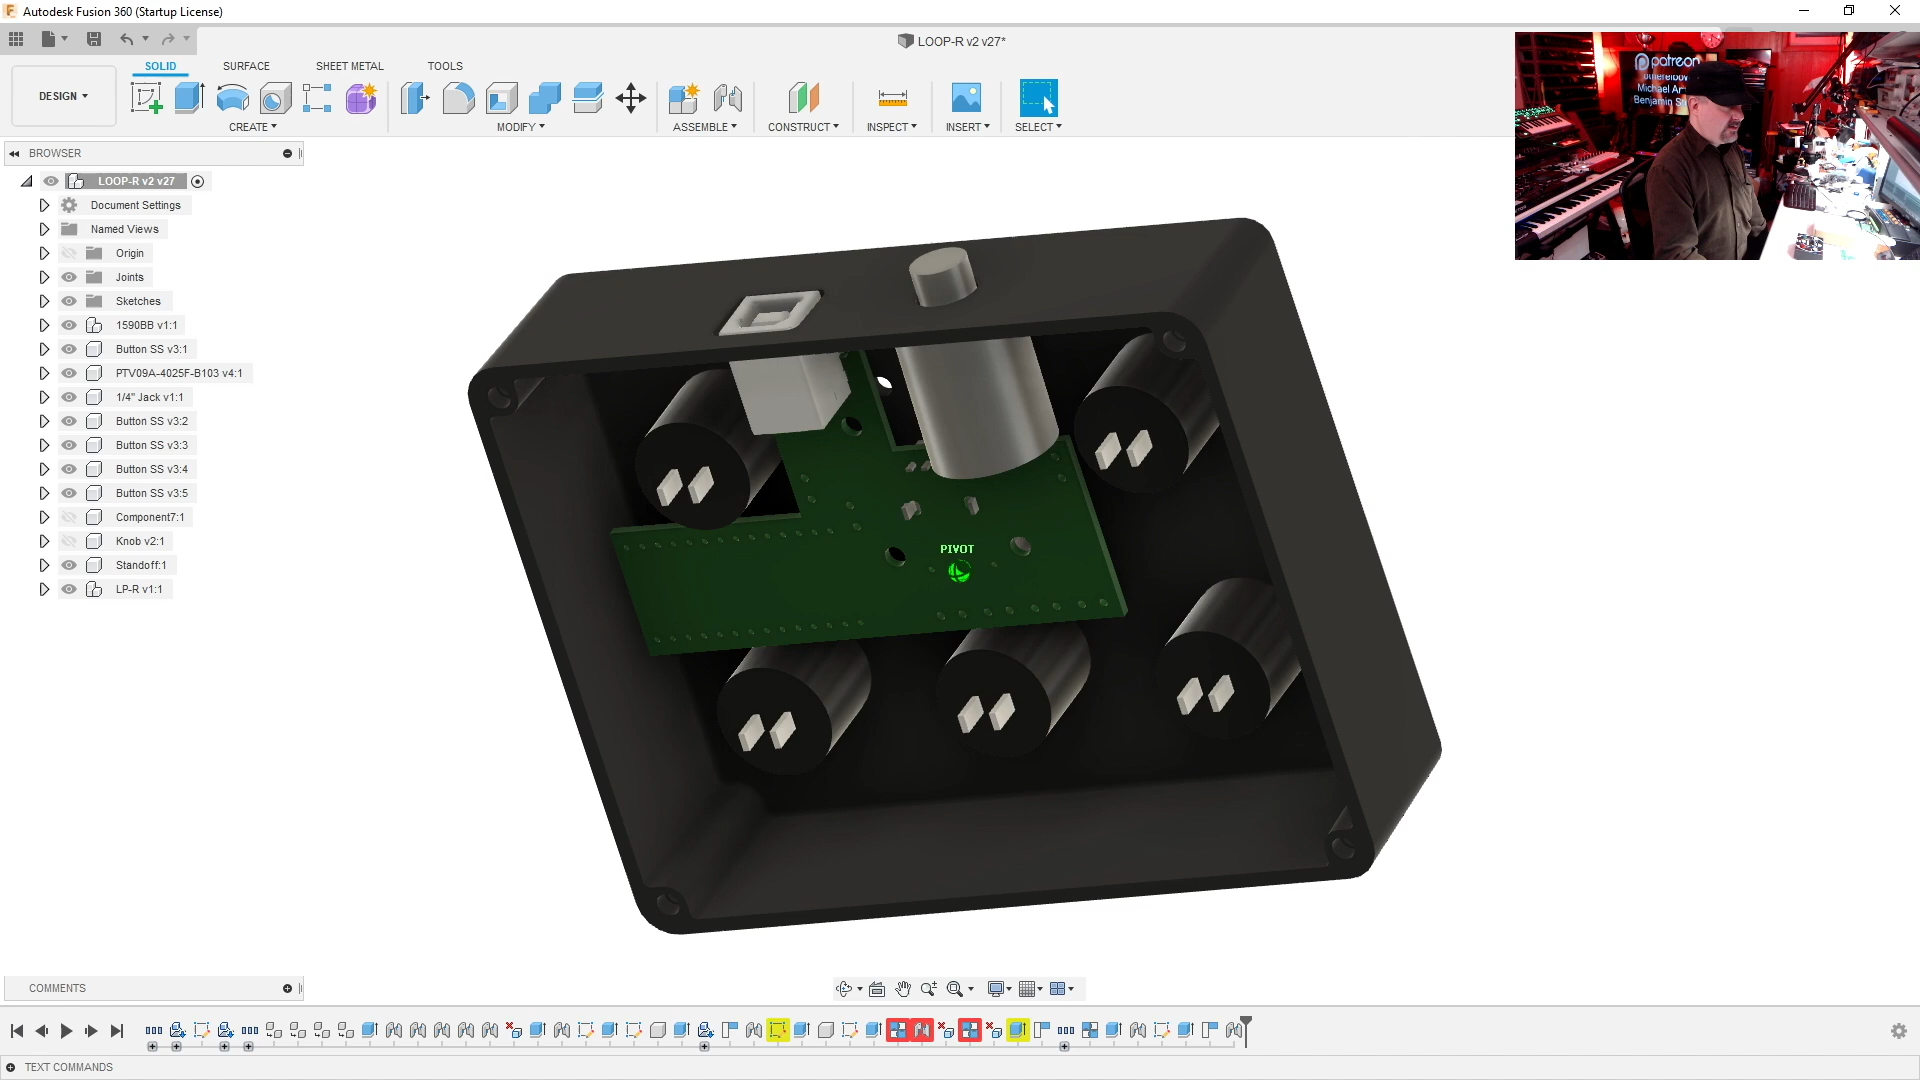 Autodesk Fusion 360 (Startup License)
LOOP-R v2 v27*
DESIGN
SOLID
SURFACE
SHEET METAL
TOOLS
CREATE
MODIFY
ASSEMBLE
CONSTRUCT
INSPECT
INSERT
SELECT
patreon
Michael
Benjamin
BROWSER
LOOP-R v2 v27
Document Settings
Named Views
Origin
Joints
Sketches
1590BB v1:1
Button SS v3:1
PTV09A-4025F-B103 v4:1
1/4" Jack v1:1
Button SS v3:2
Button SS v3:3
Button SS v3:4
Button SS v3:5
Component7:1
Knob v2:1
Standoff:1
LP-R v1:1
PIVOT
COMMENTS
TEXT COMMANDS